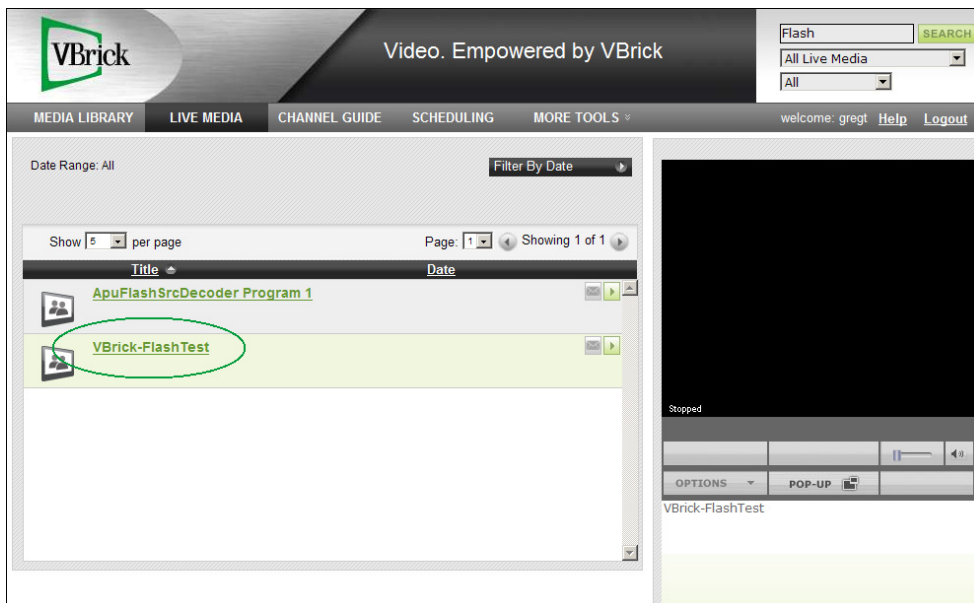 VBrick
Video. Empowered by VBrick
Flash
SEARCH
All Live Media
All
MEDIA LIBRARY
LIVE MEDIA
CHANNEL GUIDE
SCHEDULING
MORE TOOLS
welcome: gregt Help Logout
Date Range: All
Filter By Date
Show 5 per page
Page: 1 Showing 1 of 1
Title
Date
ApuFlashSrcDecoder Program 1
VBrick-FlashTest
Stopped
OPTIONS
POP-UP
VBrick-FlashTest